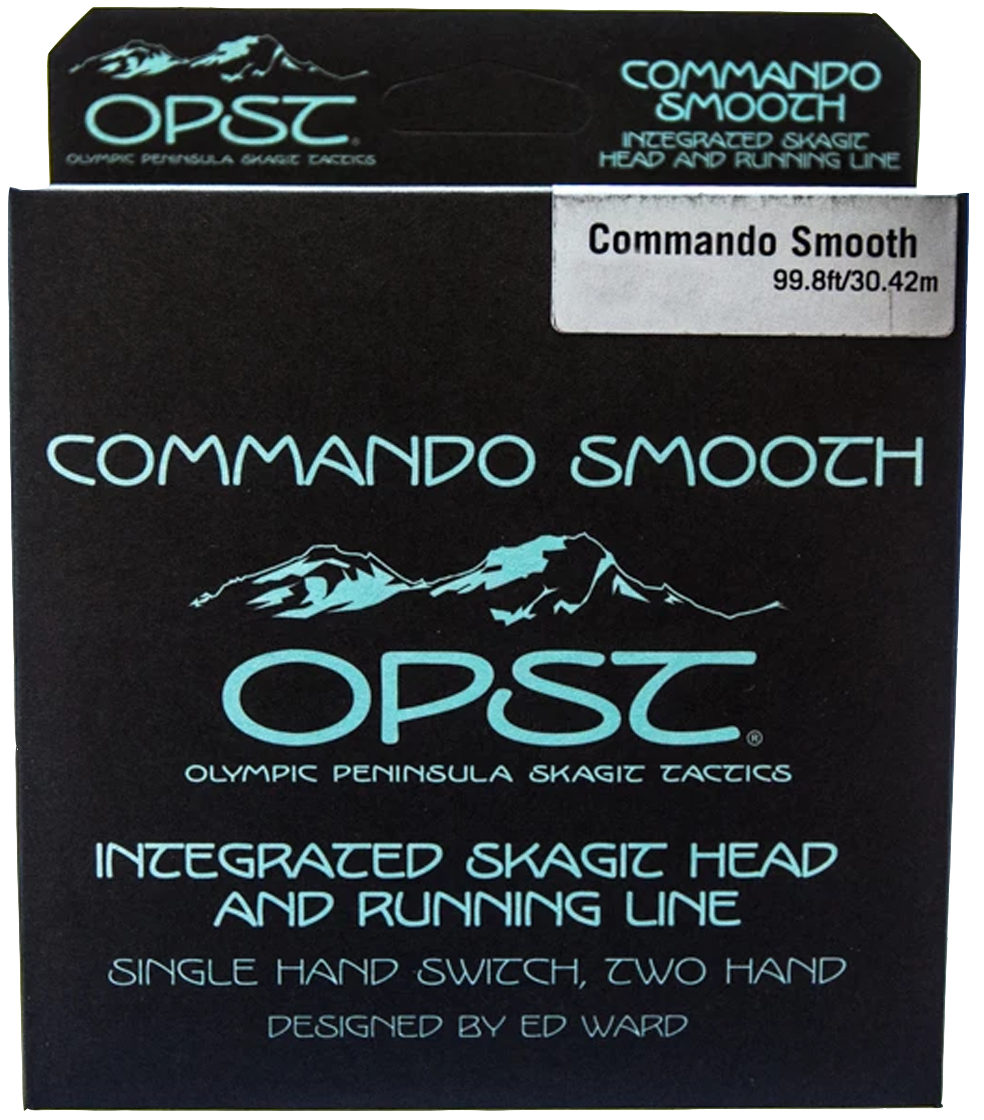 OPST®
OLYMPIC PENINSULA SKAGIT TACTICS
COMMANDO
SMOOTH
INTEGRATED SKAGIT
HEAD AND RUNNING LINE
Commando Smooth
99.8ft/30.42m
COMMANDO SMOOTH
OPST®
OLYMPIC PENINSULA SKAGIT TACTICS
INTEGRATED SKAGIT HEAD
AND RUNNING LINE
SINGLE HAND SWITCH, TWO HAND
DESIGNED BY ED WARD